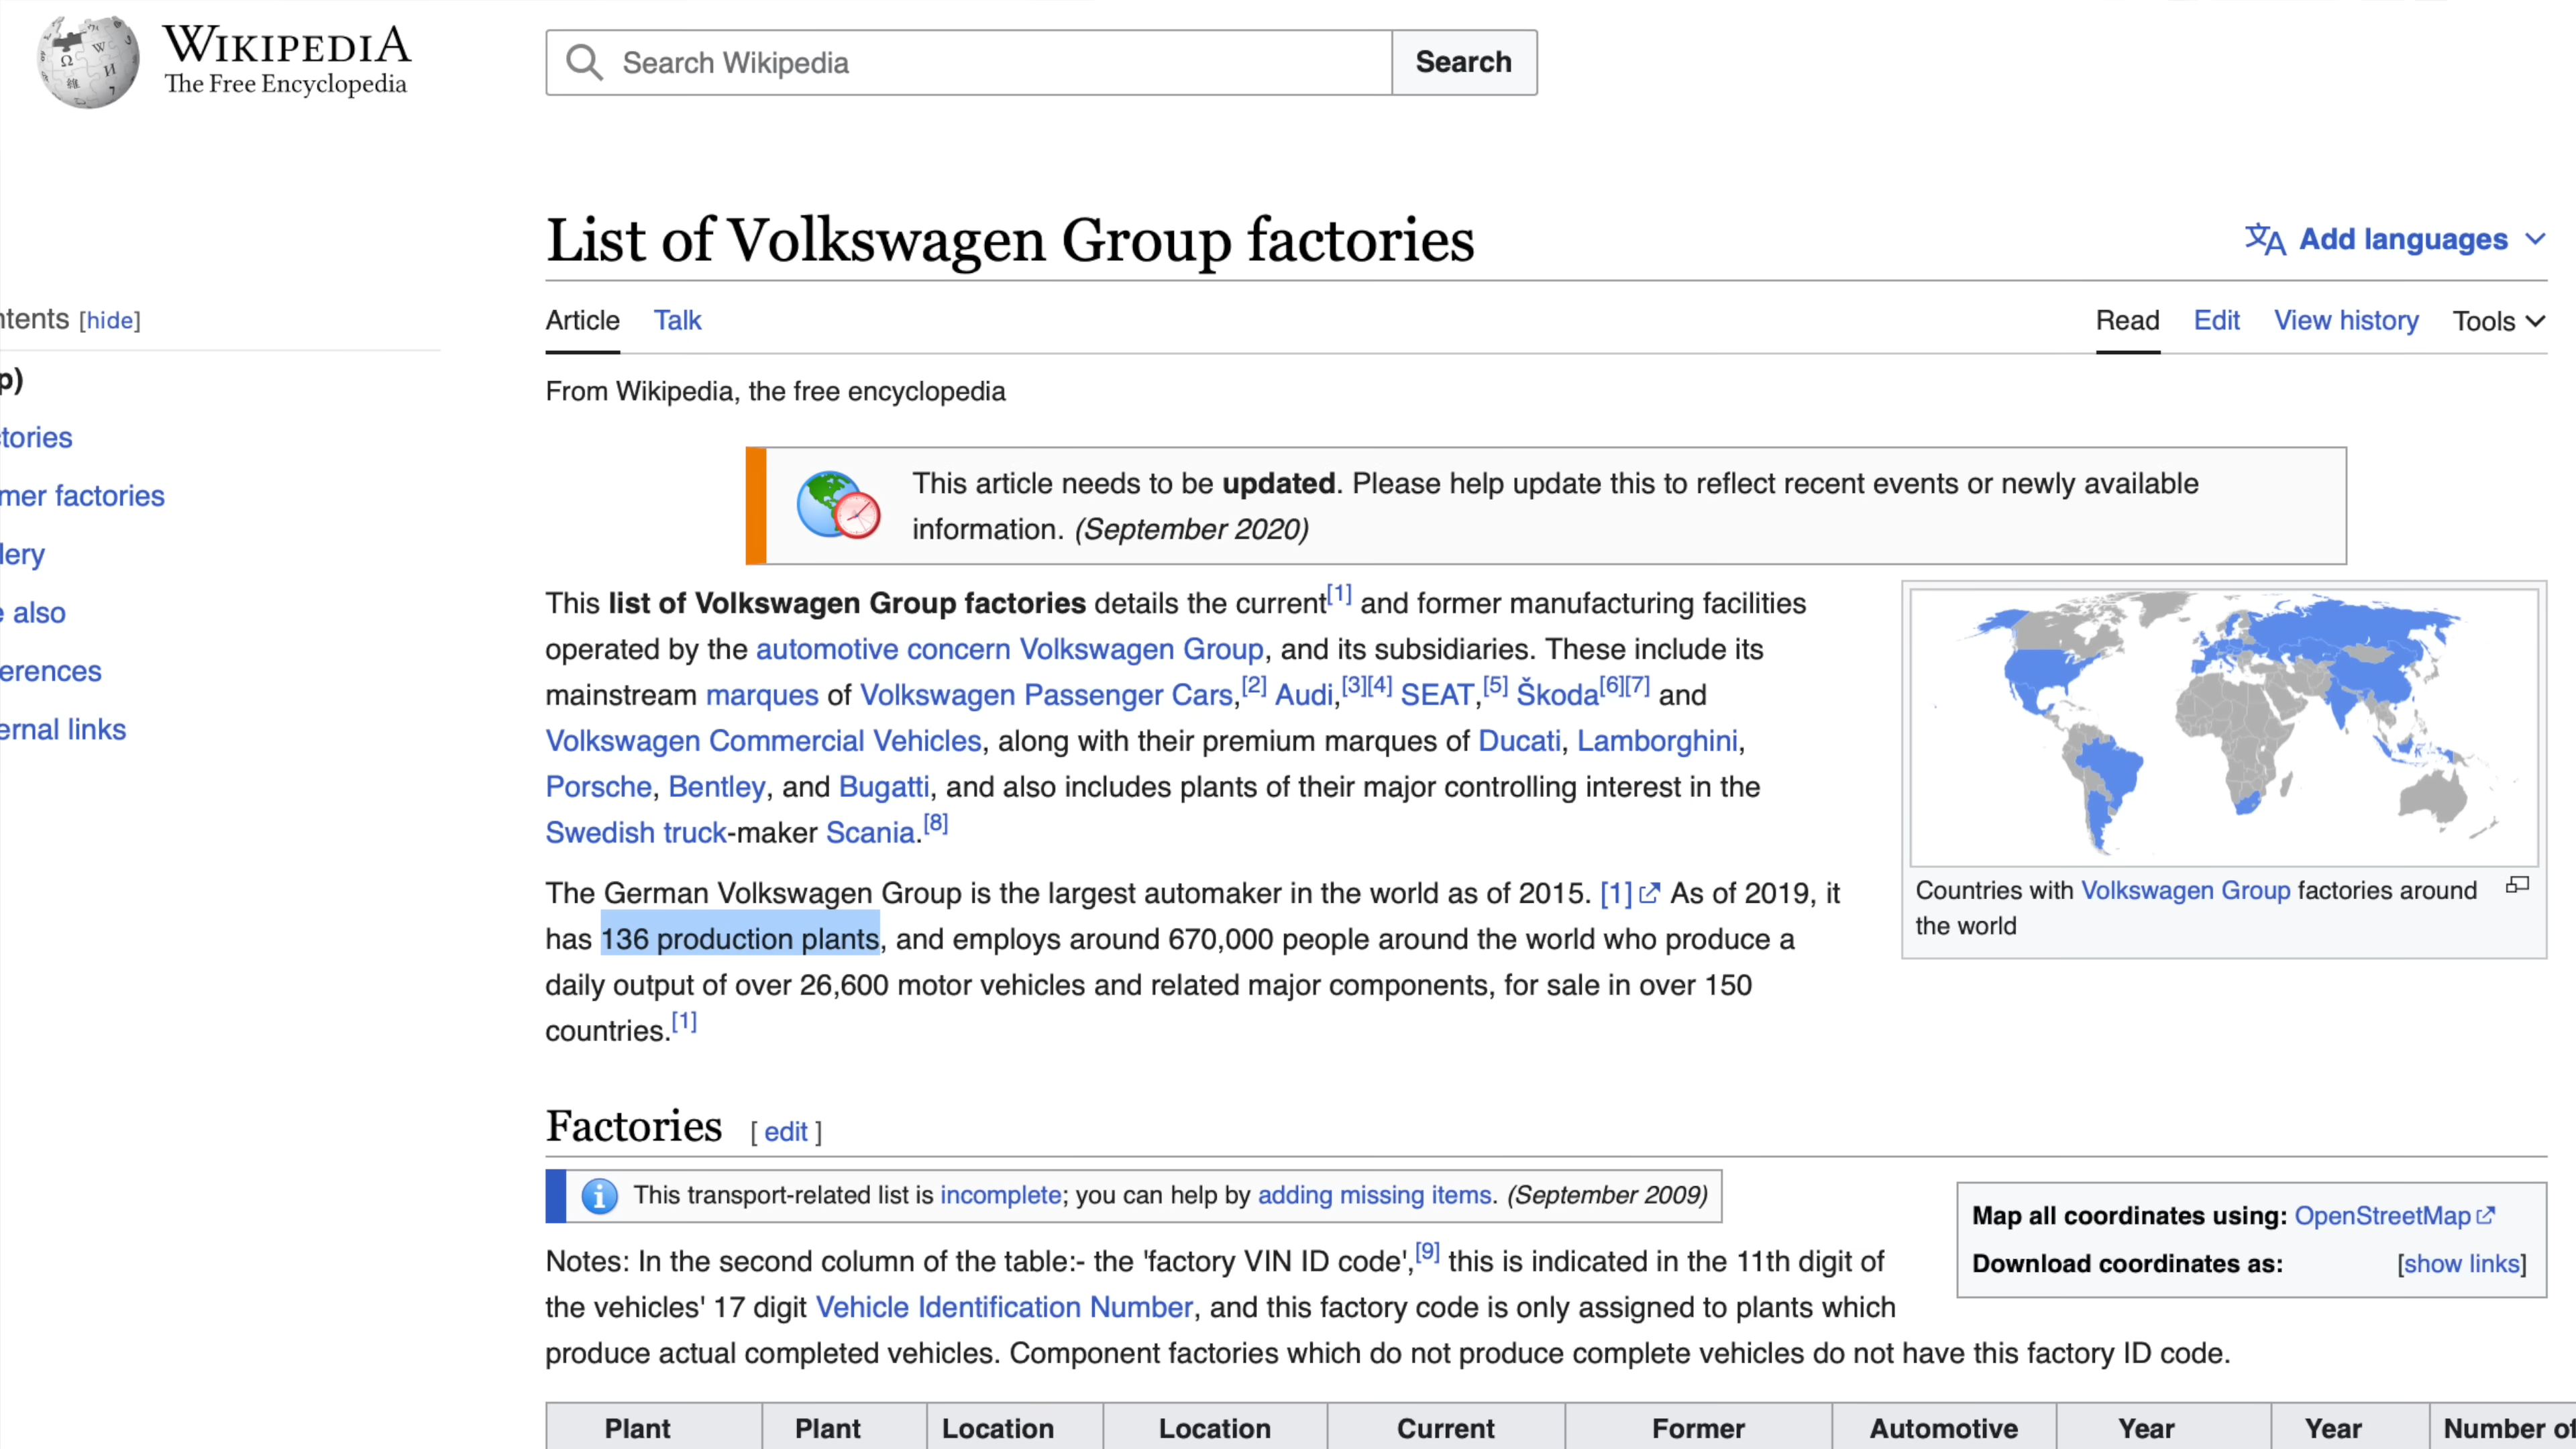 WIKIPEDIA
The Free Encyclopedia
Search Wikipedia
Search
List of Volkswagen Group factories
Add languages
ntents [hide]
Article Talk
Read Edit View history Tools
p)
From Wikipedia, the free encyclopedia
ctories
mer factories
lery
e also
erences
ernal links
This article needs to be updated. Please help update this to reflect recent events or newly available
information. (September 2020)
This list of Volkswagen Group factories details the current[1] and former manufacturing facilities
operated by the automotive concern Volkswagen Group, and its subsidiaries. These include its
mainstream marques of Volkswagen Passenger Cars,[2] Audi,[3][4] SEAT,[5] Škoda[6][7] and
Volkswagen Commercial Vehicles, along with their premium marques of Ducati, Lamborghini,
Porsche, Bentley, and Bugatti, and also includes plants of their major controlling interest in the
Swedish truck-maker Scania.[8]
Countries with Volkswagen Group factories around
the world
The German Volkswagen Group is the largest automaker in the world as of 2015. [1] As of 2019, it
has 136 production plants, and employs around 670,000 people around the world who produce a
daily output of over 26,600 motor vehicles and related major components, for sale in over 150
countries.[1]
Factories [ edit ]
This transport-related list is incomplete; you can help by adding missing items. (September 2009)
Map all coordinates using: OpenStreetMap
Download coordinates as: [show links]
Notes: In the second column of the table:- the 'factory VIN ID code',[9] this is indicated in the 11th digit of
the vehicles' 17 digit Vehicle Identification Number, and this factory code is only assigned to plants which
produce actual completed vehicles. Component factories which do not produce complete vehicles do not have this factory ID code.
Plant Plant Location Location Current Former Automotive Year Year Number of